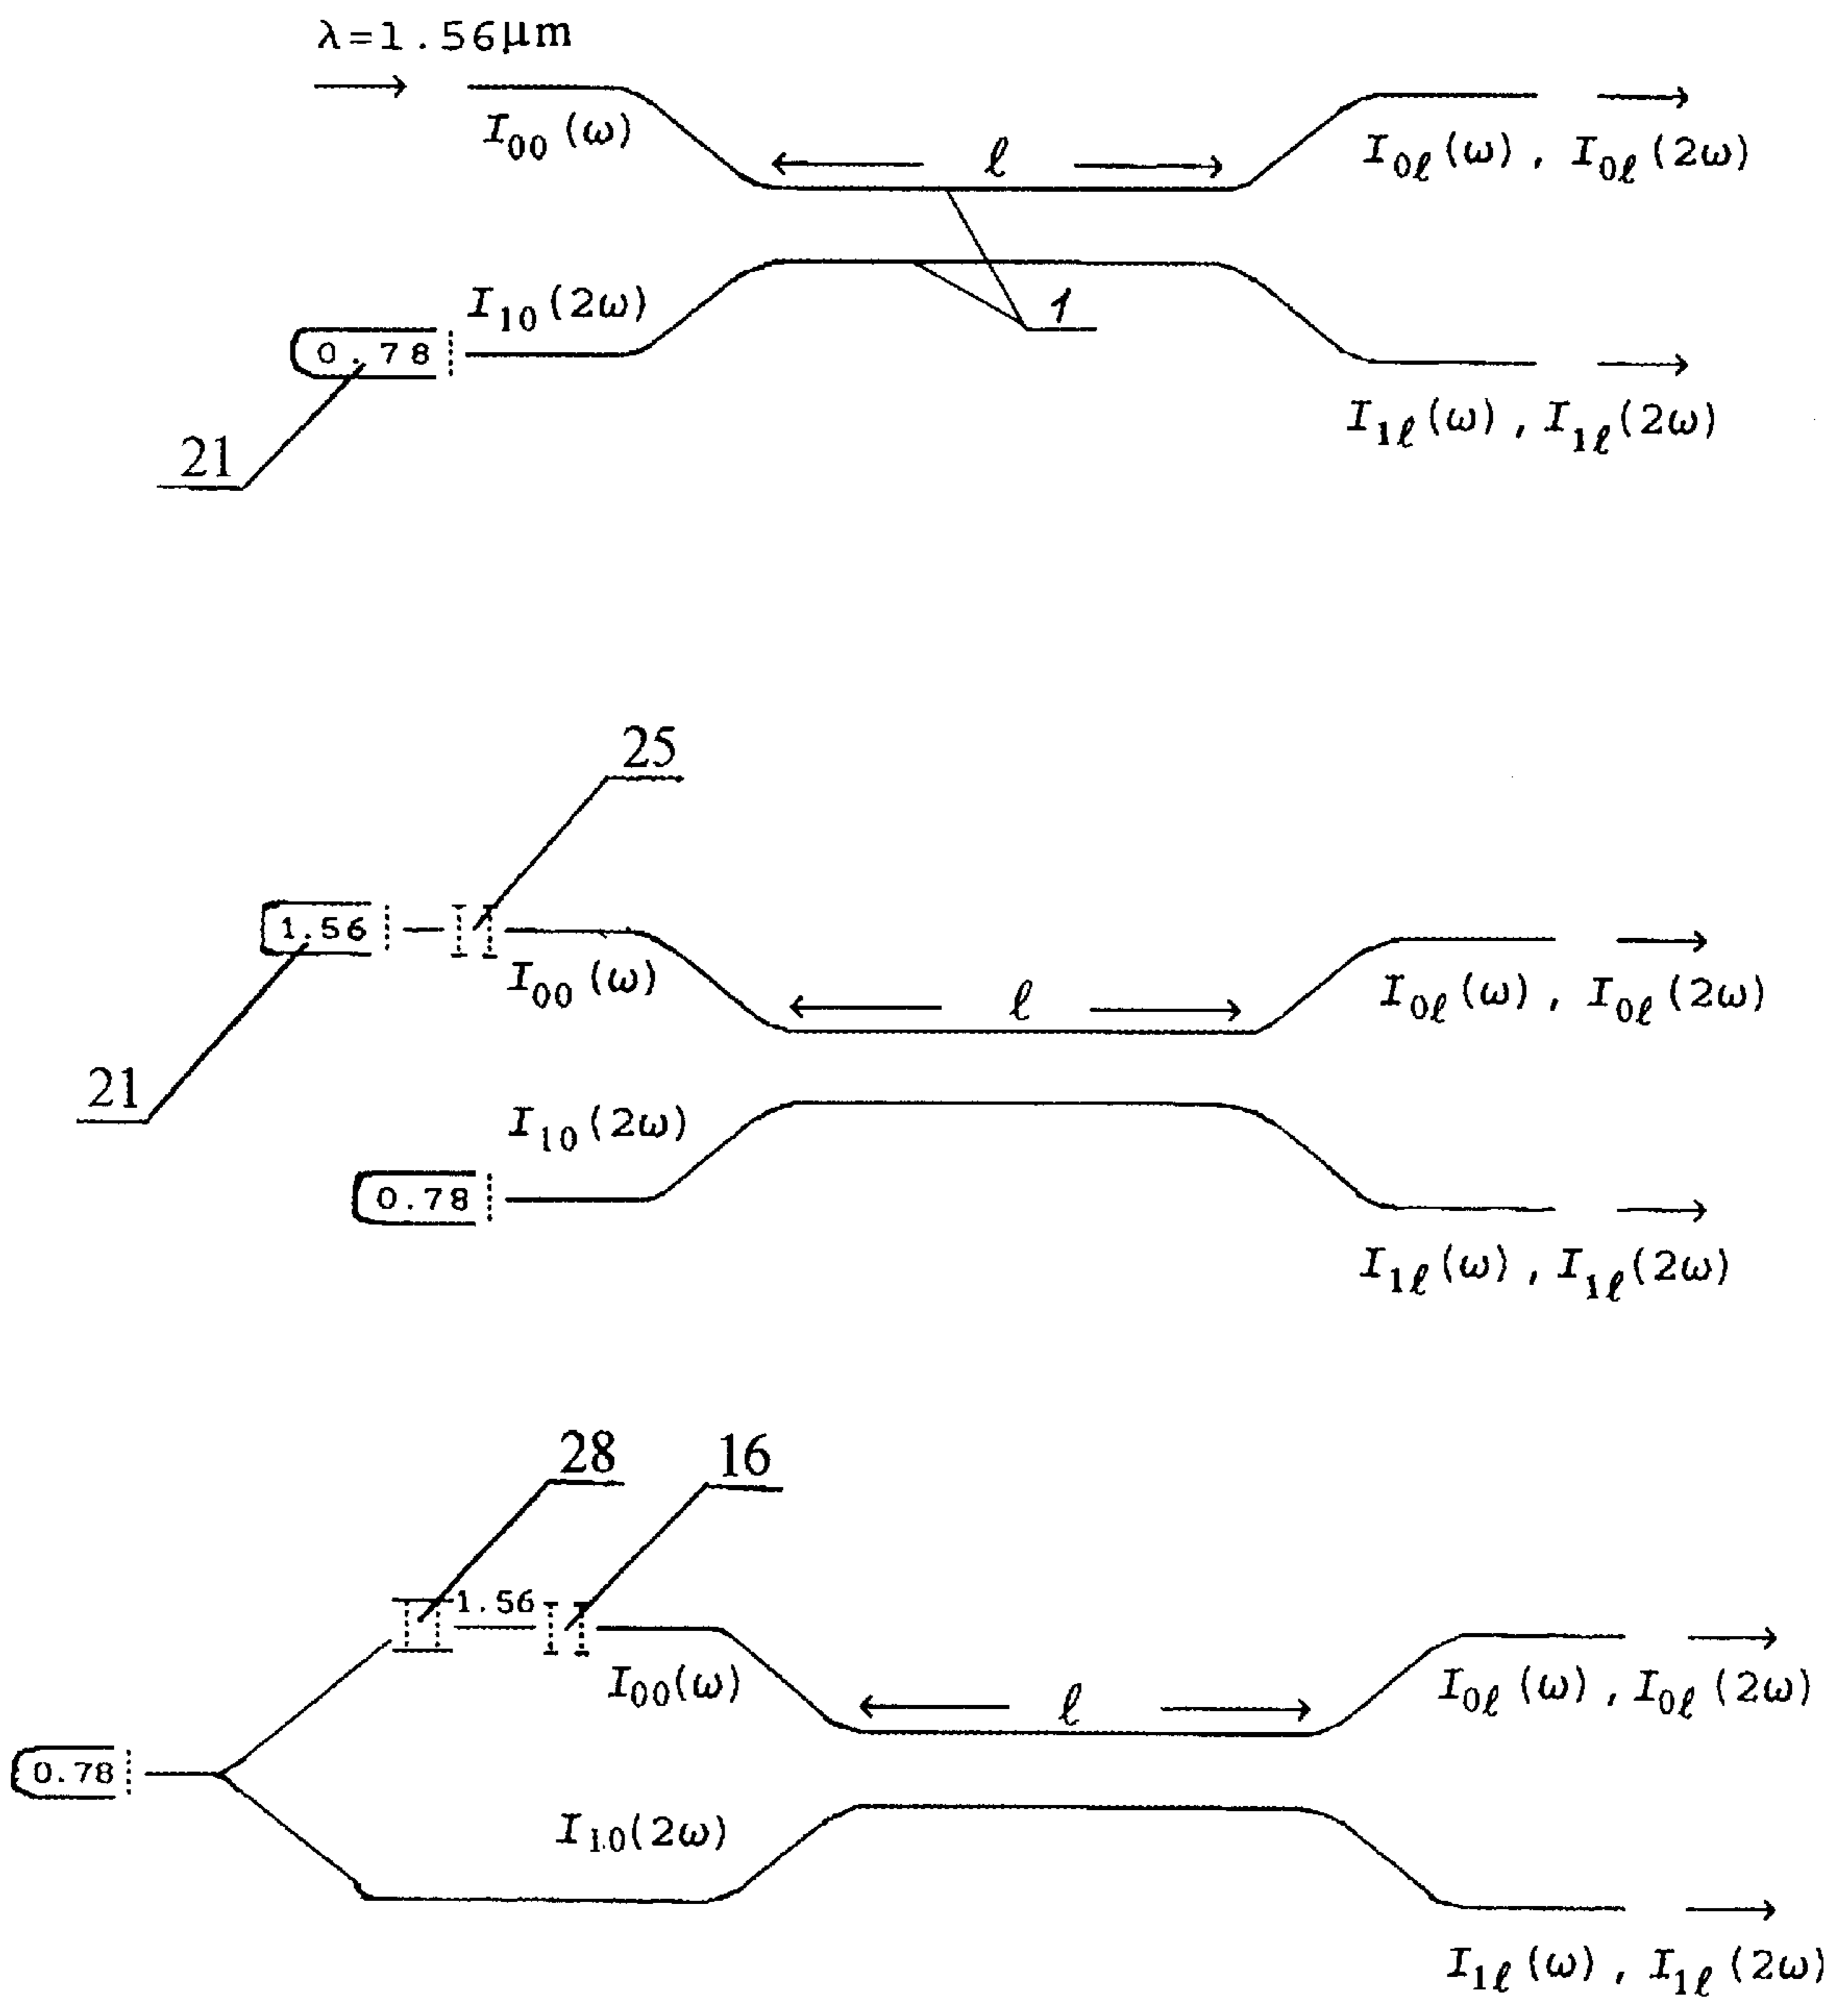 λ=1.56μm
I₀₀(ω)
ℓ
I₀ℓ(ω), I₀ℓ(2ω)
I₁₀(2ω)
1
0.78
I₁ℓ(ω), I₁ℓ(2ω)
21
25
1.56
I₀₀(ω)
ℓ
I₀ℓ(ω), I₀ℓ(2ω)
21
I₁₀(2ω)
0.78
I₁ℓ(ω), I₁ℓ(2ω)
28 16
1.56
I₀₀(ω)
ℓ
I₀ℓ(ω), I₀ℓ(2ω)
0.78
I₁₀(2ω)
I₁ℓ(ω), I₁ℓ(2ω)